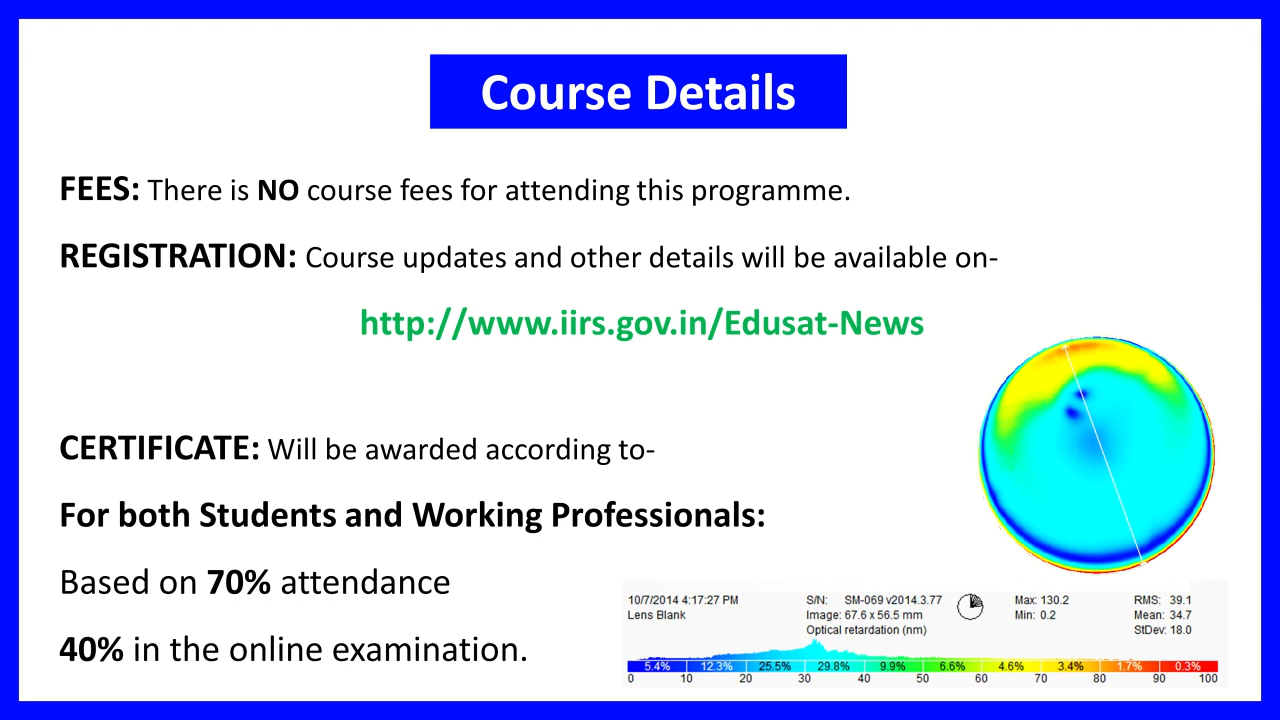 Course Details
FEES: There is NO course fees for attending this programme.
REGISTRATION: Course updates and other details will be available on-
http://www.iirs.gov.in/Edusat-News
CERTIFICATE: Will be awarded according to-
For both Students and Working Professionals:
Based on 70% attendance
40% in the online examination.
10/7/2014 4:17:27 PM S/N: SM-069 v2014.3.77 Max: 130.2 RMS: 39.1
Lens Blank Image: 67.6 x 56.5 mm Min: 0.2 Mean: 34.7
Optical retardation (nm) StDev: 18.0
5.4% 12.3% 25.5% 29.8% 9.9% 6.6% 4.6% 3.4% 1.7% 0.3%
0 10 20 30 40 50 60 70 80 90 100